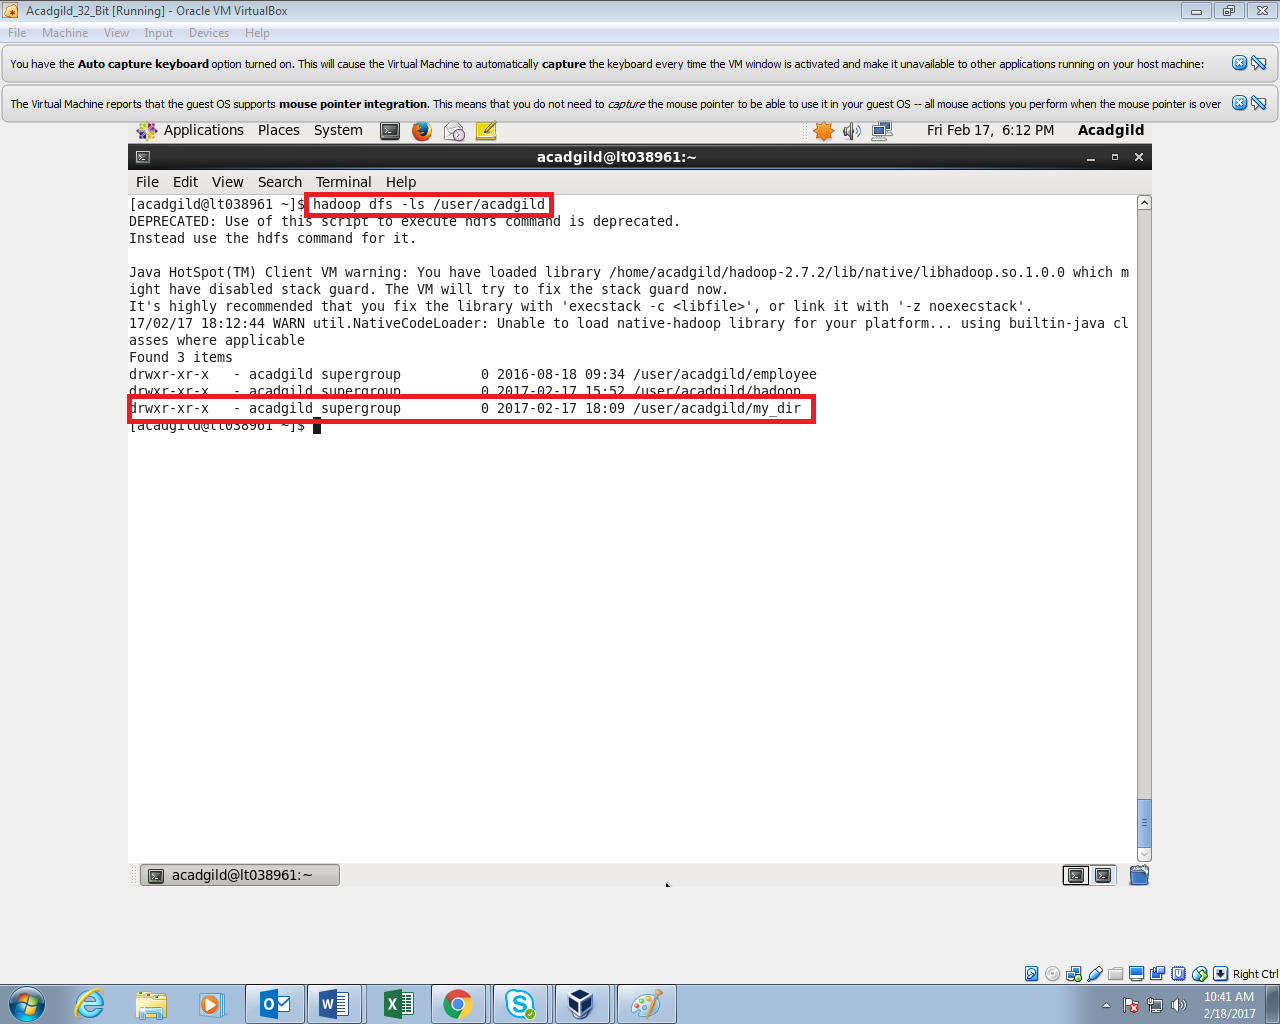 Acadgild_32_Bit [Running] - Oracle VM VirtualBox
File Machine View Input Devices Help
You have the Auto capture keyboard option turned on. This will cause the Virtual Machine to automatically capture the keyboard every time the VM window is activated and make it unavailable to other applications running on your host machine:
The Virtual Machine reports that the guest OS supports mouse pointer integration. This means that you do not need to capture the mouse pointer to be able to use it in your guest OS -- all mouse actions you perform when the mouse pointer is over
Applications Places System Fri Feb 17, 6:12 PM Acadgild
acadgild@lt038961:~
File Edit View Search Terminal Help
[acadgild@lt038961 ~]$ hadoop dfs -ls /user/acadgild
DEPRECATED: Use of this script to execute hdfs command is deprecated.
Instead use the hdfs command for it.
Java HotSpot(TM) Client VM warning: You have loaded library /home/acadgild/hadoop-2.7.2/lib/native/libhadoop.so.1.0.0 which m
ight have disabled stack guard. The VM will try to fix the stack guard now.
It's highly recommended that you fix the library with 'execstack -c <libfile>', or link it with '-z noexecstack'.
17/02/17 18:12:44 WARN util.NativeCodeLoader: Unable to load native-hadoop library for your platform... using builtin-java cl
asses where applicable
Found 3 items
drwxr-xr-x - acadgild supergroup 0 2016-08-18 09:34 /user/acadgild/employee
drwxr-xr-x - acadgild supergroup 0 2017-02-17 15:52 /user/acadgild/hadoop
drwxr-xr-x - acadgild supergroup 0 2017-02-17 18:09 /user/acadgild/my_dir
[acadgild@lt038961 ~]$
acadgild@lt038961:~
Right Ctrl
10:41 AM
2/18/2017